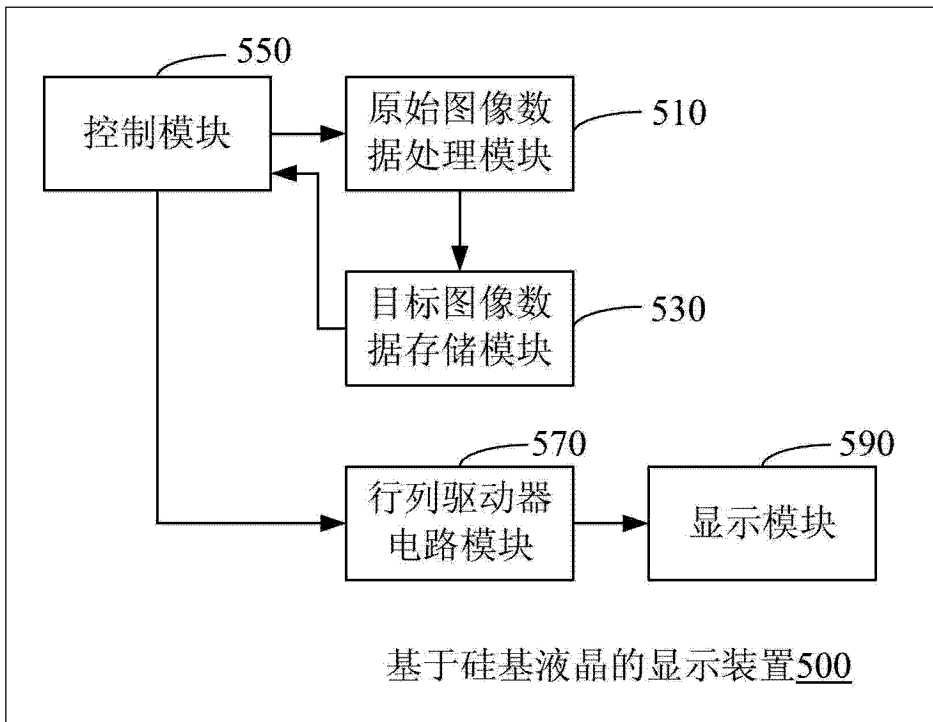 550
控制模块
原始图像数
据处理模块
510
目标图像数
据存储模块
530
570
行列驱动器
电路模块
590
显示模块
基于硅基液晶的显示装置500